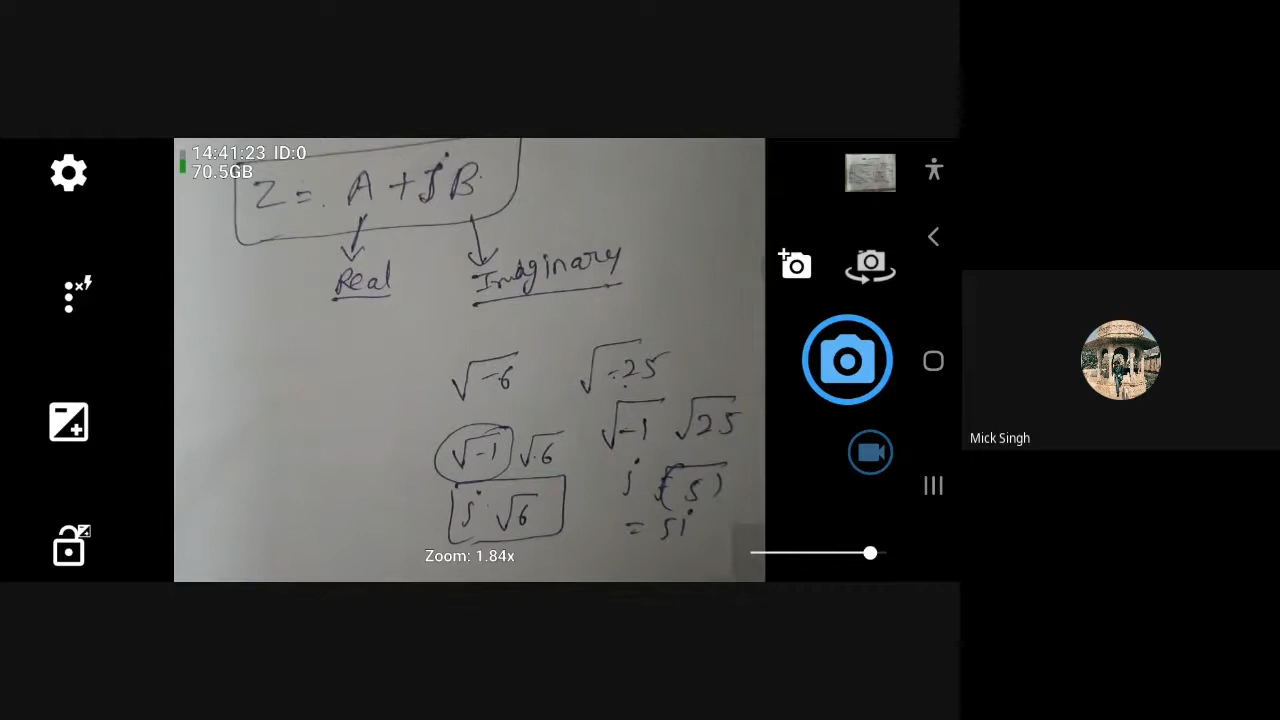 14:41:23 ID:0
70.5GB
Z = A + jB
Real
Imaginary
√-6
√-25
√-1 √6
√-1 √25
j √6
j (5)
= 5j
Zoom: 1.84x
Mick Singh